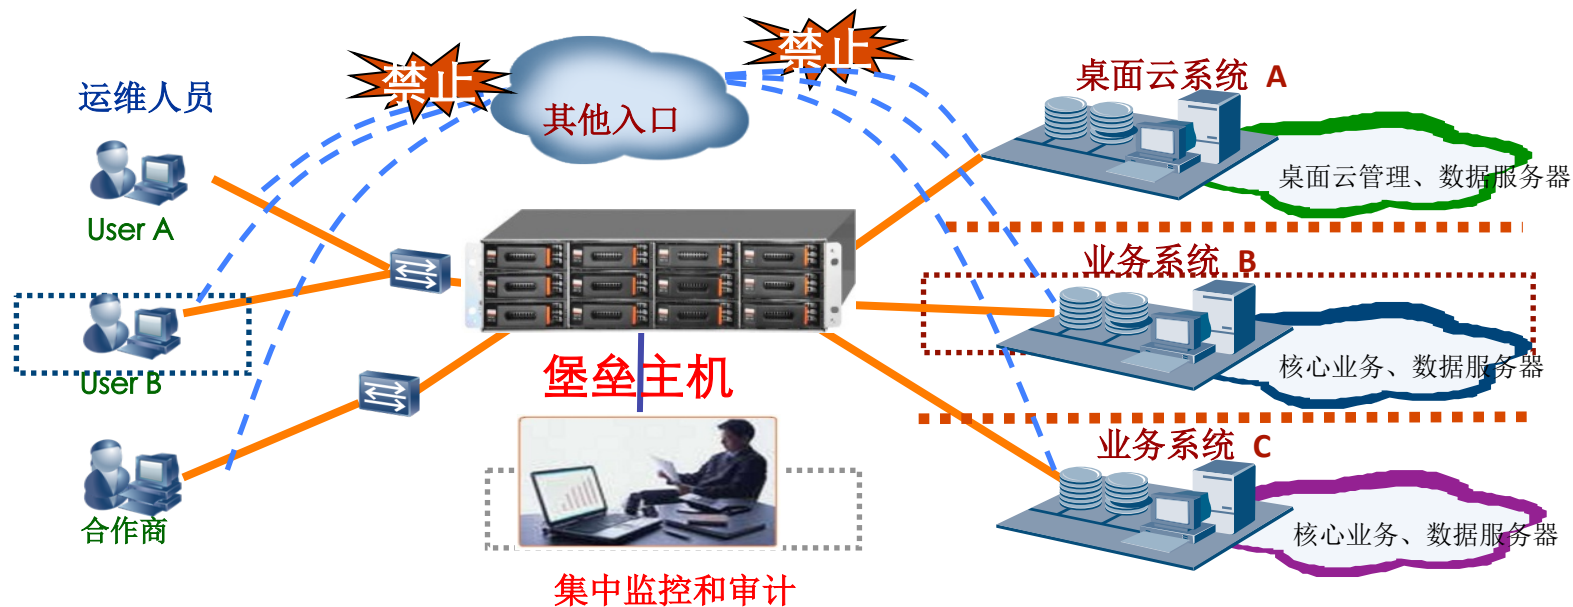 禁止
禁止
运维人员
其他入口
桌面云系统 A
桌面云管理、数据服务器
User A
业务系统 B
堡垒主机
核心业务、数据服务器
User B
业务系统 C
合作商
核心业务、数据服务器
集中监控和审计